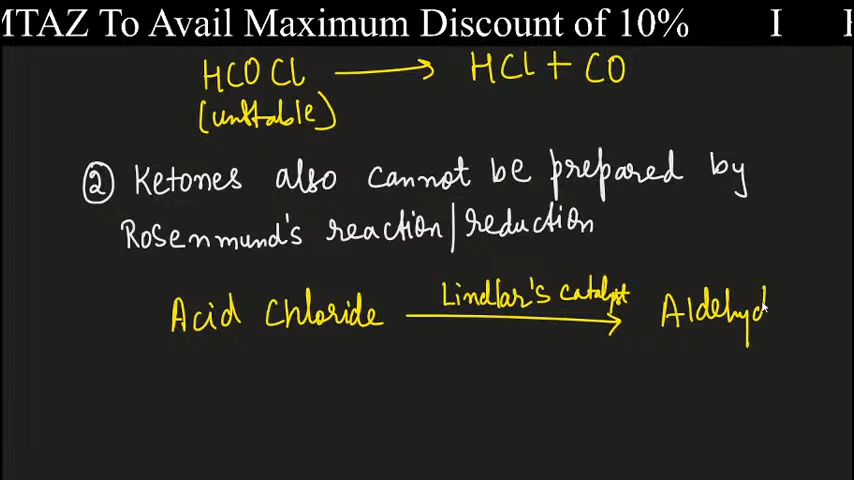 MTAZ To Avail Maximum Discount of 10% I
HCOCl → HCl + CO
(unstable)
② Ketones also cannot be prepared by
Rosenmund's reaction/reduction
Lindlar's catalyst
Acid Chloride → Aldehyd